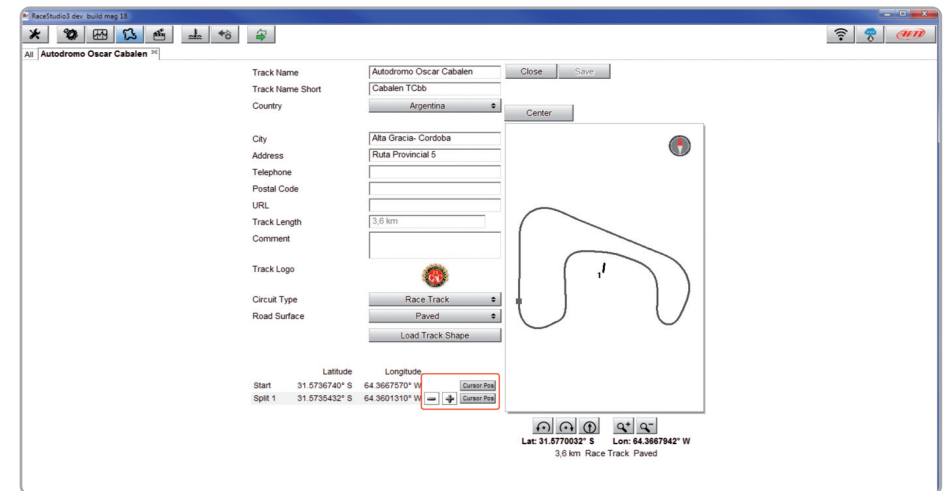 RaceStudio3 dev build mag 18
AiM
All Autodromo Oscar Cabalen
Track Name Autodromo Oscar Cabalen Close Save
Track Name Short Cabalen TCbb
Country Argentina
Center
City Alta Gracia- Cordoba
Address Ruta Provincial 5
Telephone
Postal Code
URL
Track Length 3,6 km
Comment
Track Logo
1
Circuit Type Race Track
Road Surface Paved
Load Track Shape
Latitude Longitude
Start 31.5736740° S 64.3667570° W Cursor Pos
Split 1 31.5735432° S 64.3601310° W Cursor Pos
Lat: 31.5770032° S Lon: 64.3667942° W
3,6 km Race Track Paved